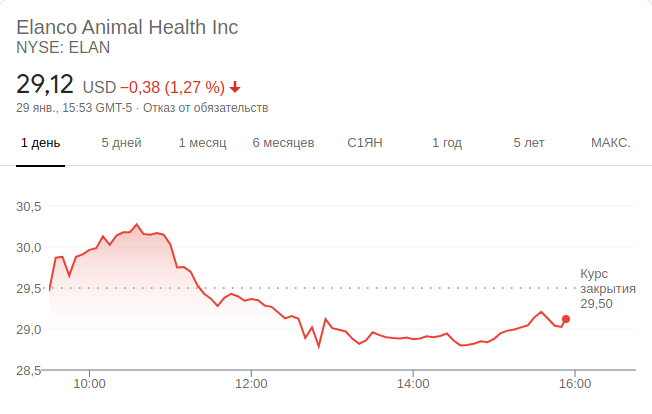 Elanco Animal Health Inc
NYSE: ELAN
29,12 USD −0,38 (1,27 %)
29 янв., 15:53 GMT-5 · Отказ от обязательств
1 день 5 дней 1 месяц 6 месяцев С1ЯН 1 год 5 лет МАКС.
30,5
30,0
29,5
29,0
28,5
Курс
закрытия
29,50
10:00 12:00 14:00 16:00